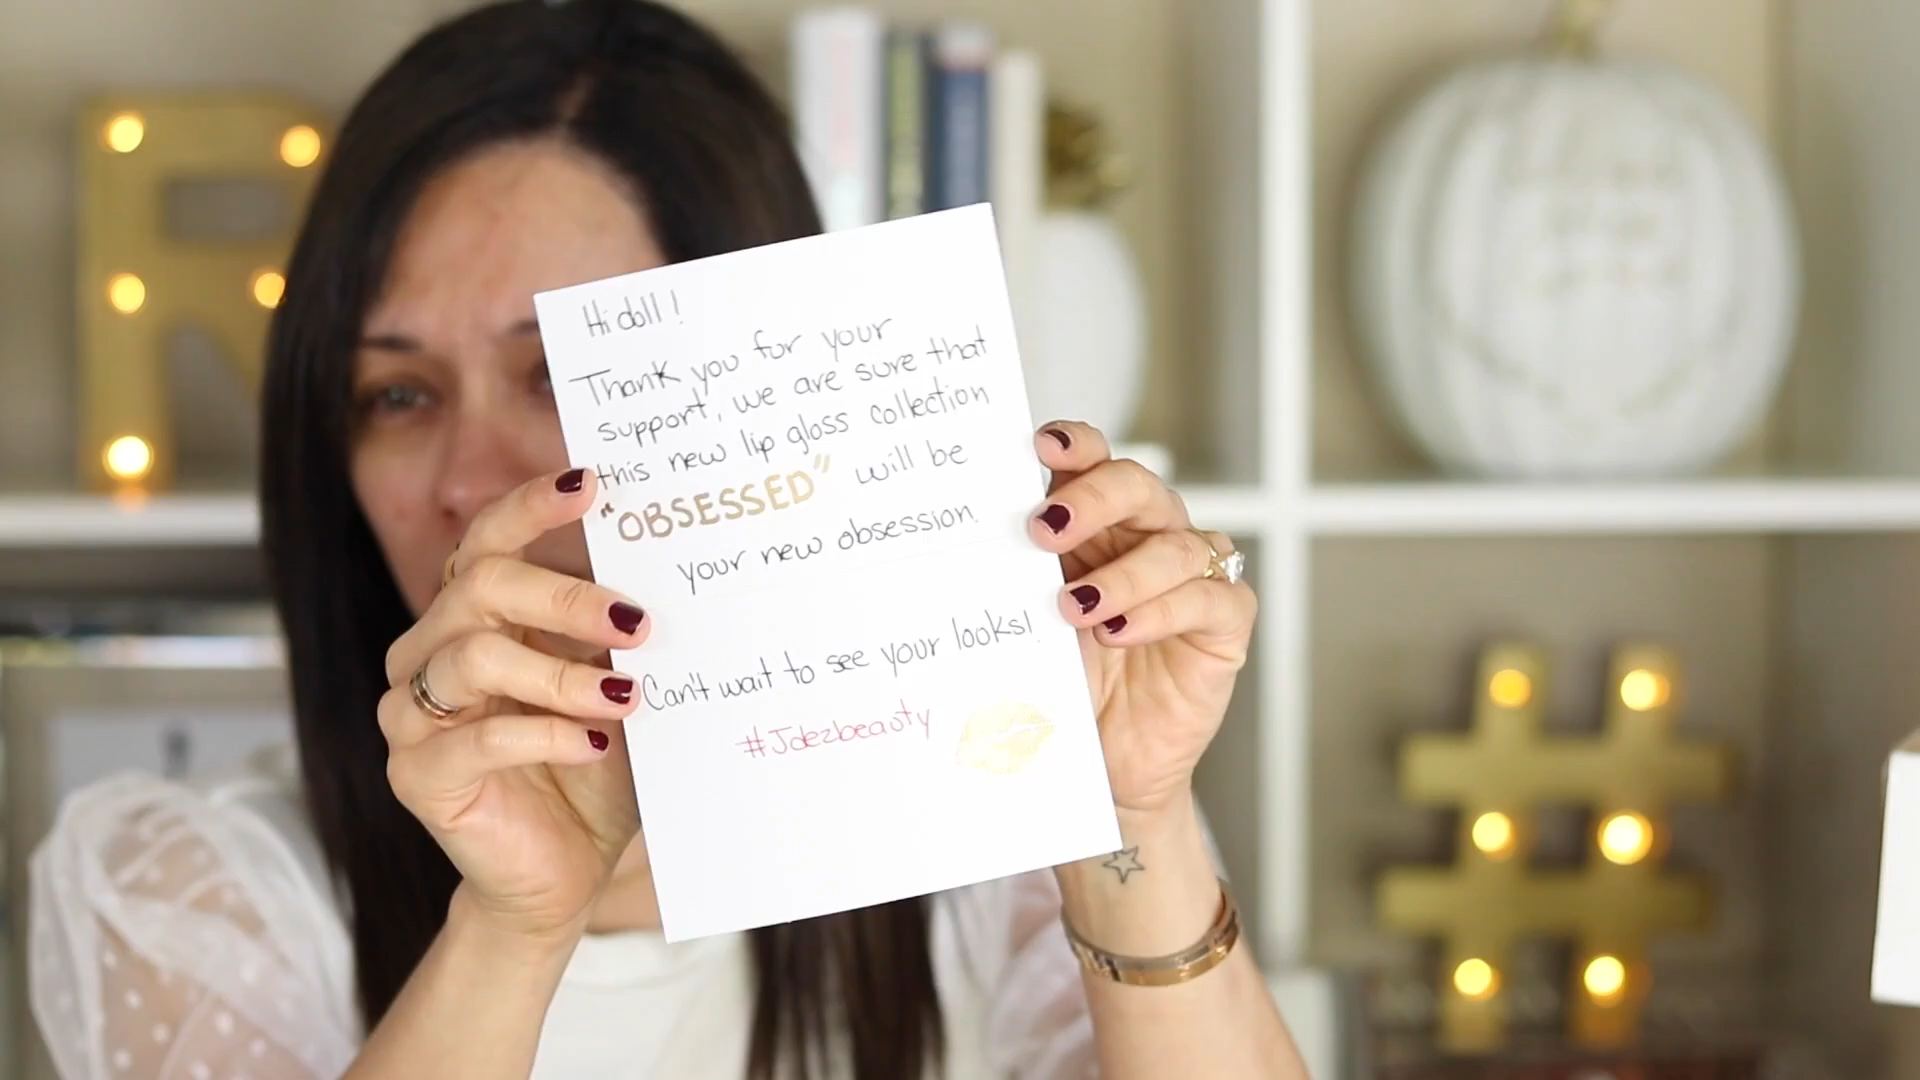 R
Hi doll!
Thank you for your
support, we are sure that
this new lip gloss collection
"OBSESSED" will be
your new obsession.
Can't wait to see your looks!
#Jdezbeauty
#